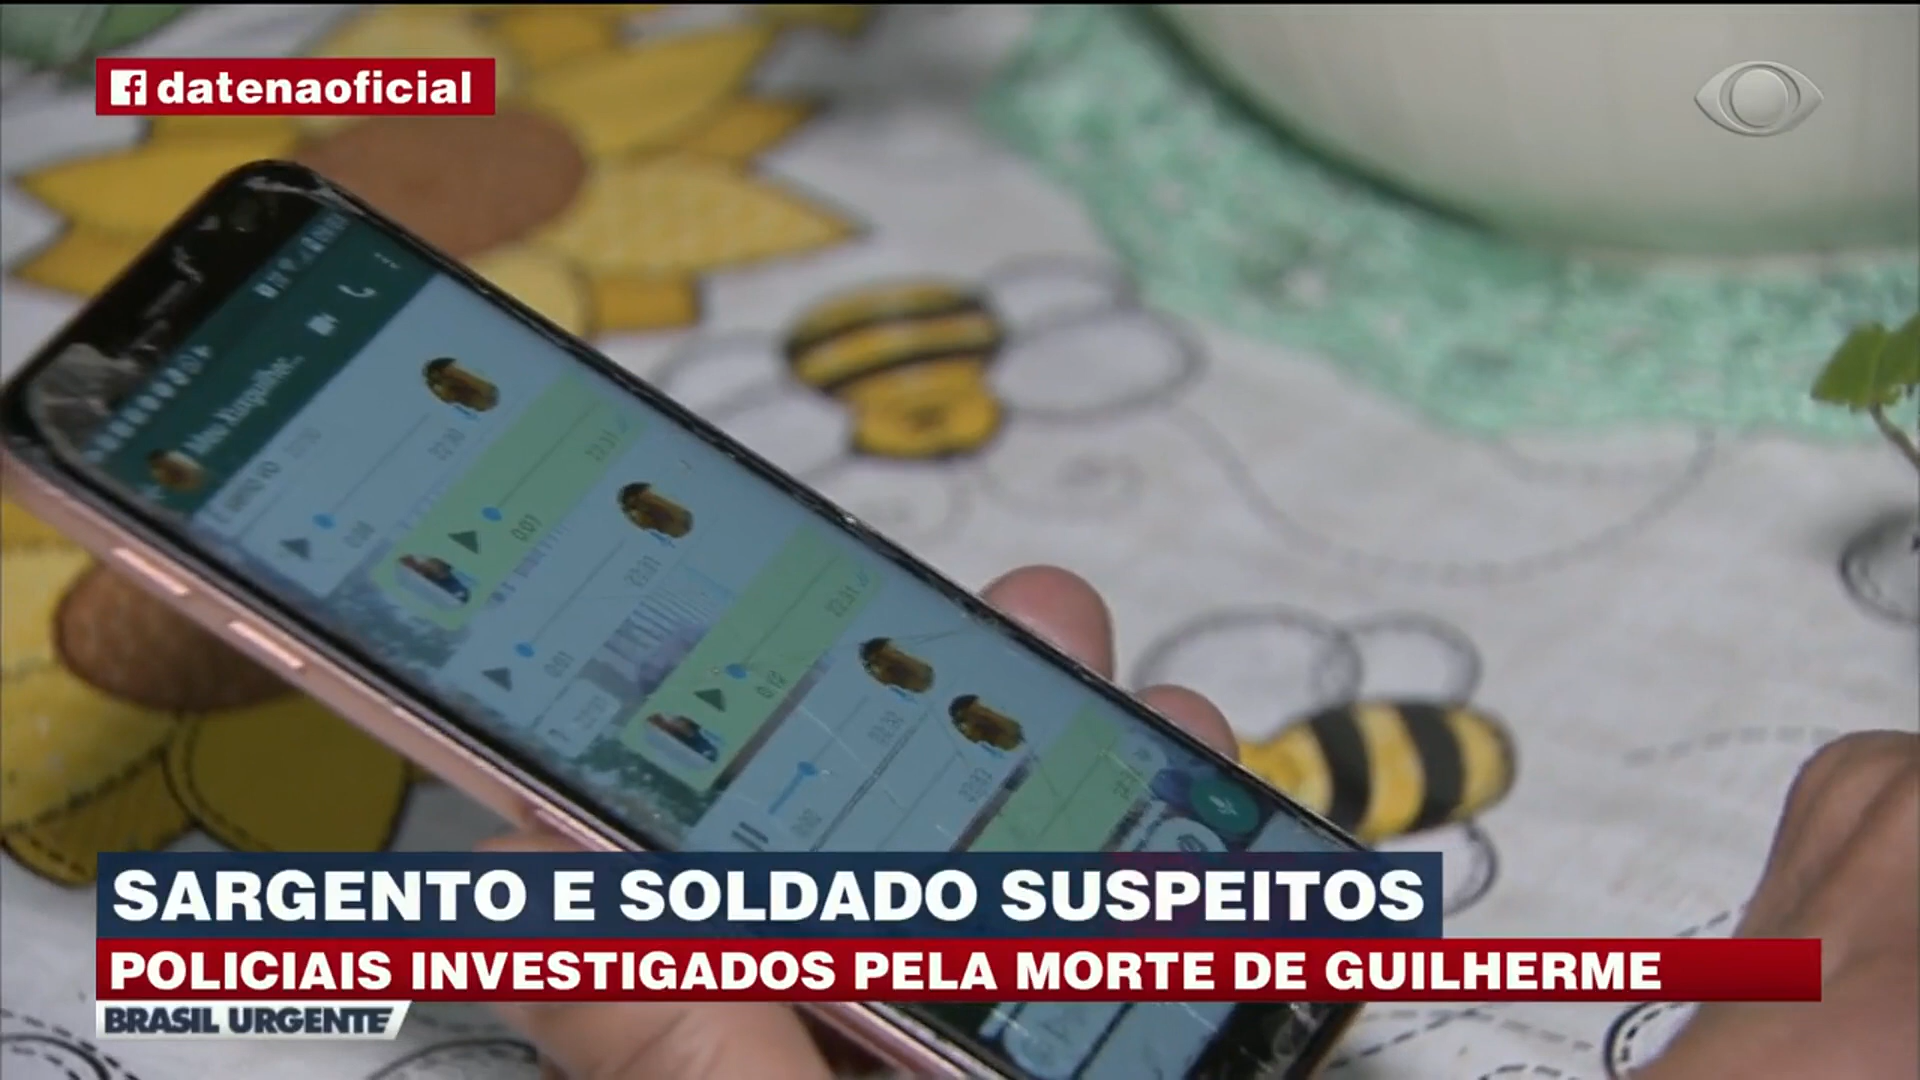 datenaoficial
SARGENTO E SOLDADO SUSPEITOS
POLICIAIS INVESTIGADOS PELA MORTE DE GUILHERME
BRASIL URGENTE